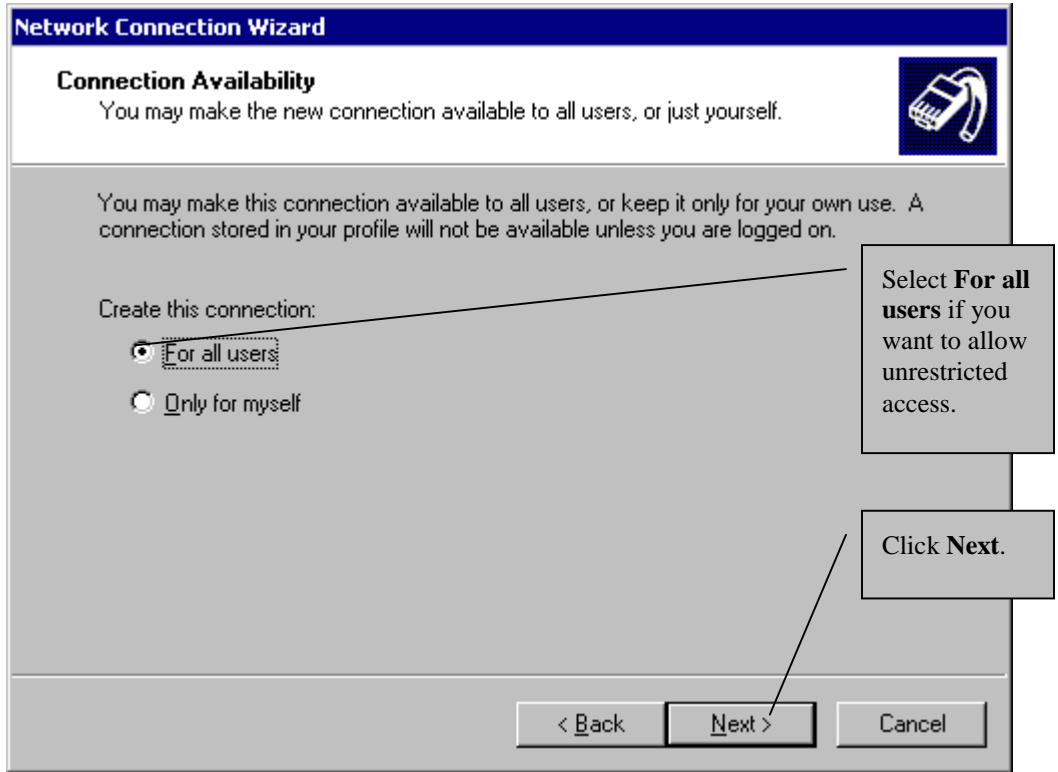 Network Connection Wizard
Connection Availability
You may make the new connection available to all users, or just yourself.
You may make this connection available to all users, or keep it only for your own use.  A
connection stored in your profile will not be available unless you are logged on.
Select For all
users if you
want to allow
unrestricted
access.
Create this connection:
For all users
Only for myself
Click Next.
< Back
Next >
Cancel